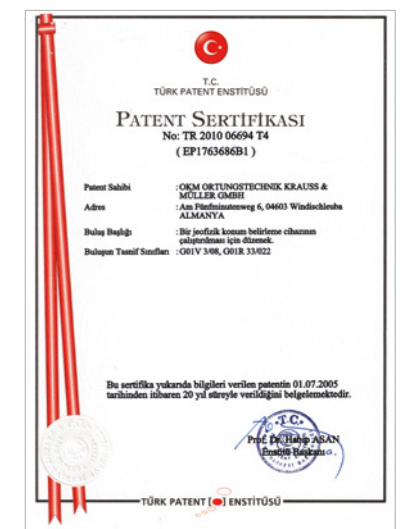 T.C.
TÜRK PATENT ENSTİTÜSÜ
PATENT SERTİFİKASI
No: TR 2010 06694 T4
( EP1763686B1 )
Patent Sahibi : OKM ORTUNGSTECHNIK KRAUSS &
MÜLLER GMBH
Adres : Am Fünfminutenweg 6, 04603 Windischleuba
ALMANYA
Buluş Başlığı : Bir jeofizik konum belirleme cihazının
çalıştırılması için düzenek.
Buluşun Tasnif Sınıfları : G01V 3/08, G01R 33/022
Bu sertifika yukarıda bilgileri verilen patentin 01.07.2005
tarihinden itibaren 20 yıl süreyle verildiğini belgelemektedir.
T.C.
Prof. Dr. Habip ASAN
Enstitü Başkanı
TÜRK PATENT ENSTİTÜSÜ